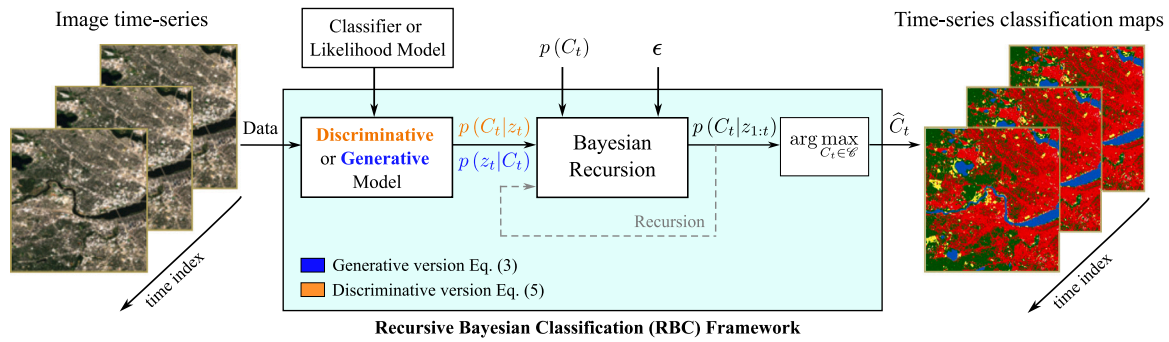 Image time-series
Classifier or
Likelihood Model
p (C_t)
ϵ
Time-series classification maps
Data
Discriminative
or Generative
Model
p (C_t|z_t)
p (z_t|C_t)
Bayesian
Recursion
p (C_t|z_{1:t})
arg max
C_t∈𝒞
Ĉ_t
Recursion
time index
Generative version Eq. (3)
Discriminative version Eq. (5)
time index
Recursive Bayesian Classification (RBC) Framework